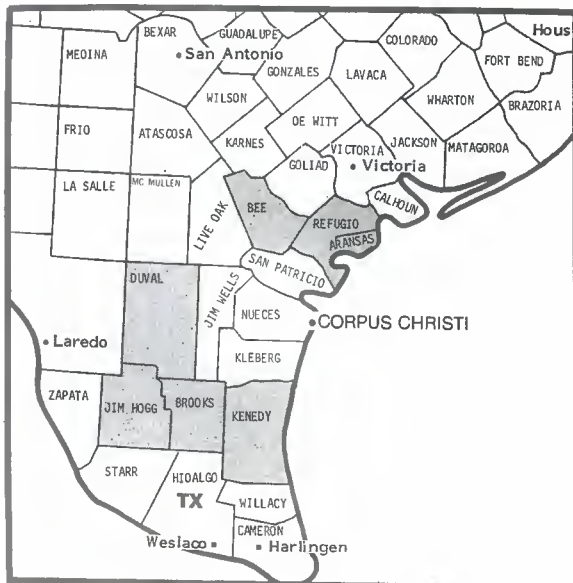 BEXAR
GUADALUPE
COLORADO
Hous
MEOINA
San Antonio
GONZALES
LAVACA
FORT BEND
WILSON
WHARTON
BRAZORIA
FRIO
ATASCOSA
KARNES
OE WITT
VICTORIA
JACKSON
MATAGOROA
GOLIAD
Victoria
LA SALLE
MC MULLEN
LIVE OAK
BEE
REFUGIO
CALHOUN
ARANSAS
SAN PATRICIO
DUVAL
JIM WELLS
NUECES
CORPUS CHRISTI
Laredo
KLEBERG
ZAPATA
JIM HOGG
BROOKS
KENEDY
STARR
HIDALGO
TX
WILLACY
CAMERON
Weslaco
Harlingen